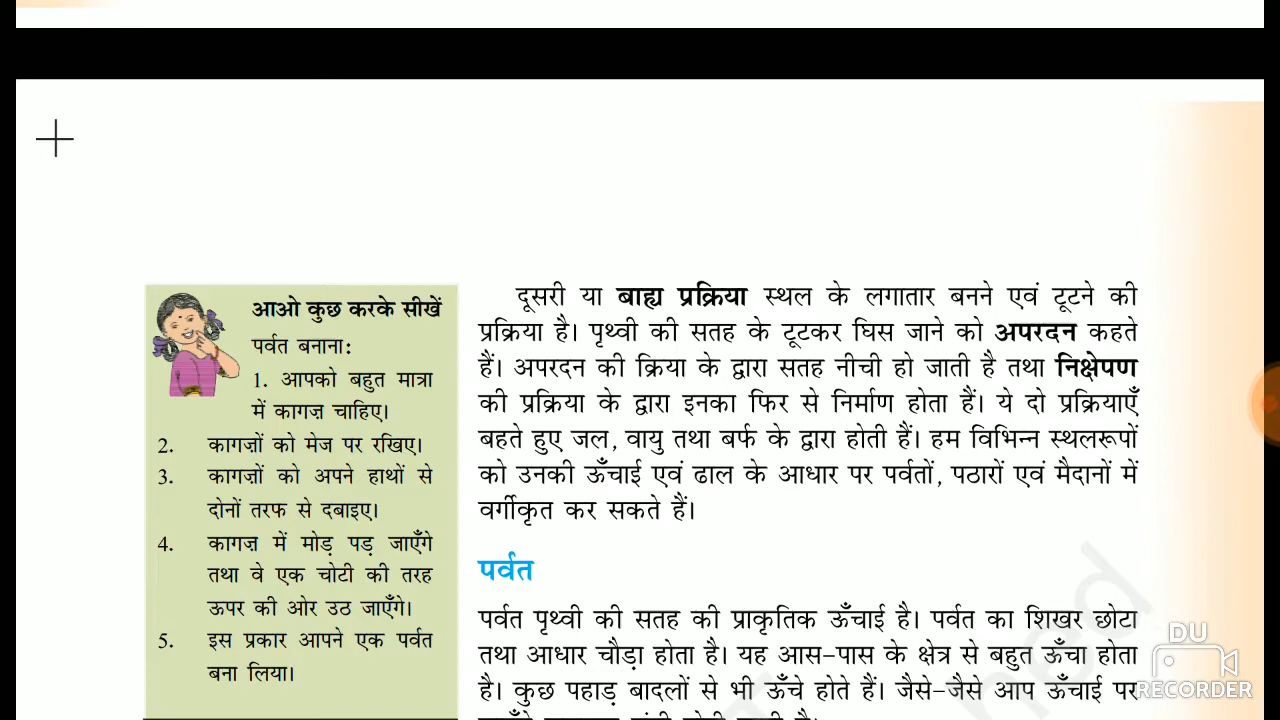 आओ कुछ करके सीखें
पर्वत बनाना:
1. आपको बहुत मात्रा
में कागज़ चाहिए।
2. कागज़ों को मेज पर रखिए।
3. कागज़ों को अपने हाथों से
दोनों तरफ से दबाइए।
4. कागज़ में मोड़ पड़ जाएँगे
तथा वे एक चोटी की तरह
ऊपर की ओर उठ जाएँगे।
5. इस प्रकार आपने एक पर्वत
बना लिया।
दूसरी या बाह्य प्रक्रिया स्थल के लगातार बनने एवं टूटने की
प्रक्रिया है। पृथ्वी की सतह के टूटकर घिस जाने को अपरदन कहते
हैं। अपरदन की क्रिया के द्वारा सतह नीची हो जाती है तथा निक्षेपण
की प्रक्रिया के द्वारा इनका फिर से निर्माण होता हैं। ये दो प्रक्रियाएँ
बहते हुए जल, वायु तथा बर्फ के द्वारा होती हैं। हम विभिन्न स्थलरूपों
को उनकी ऊँचाई एवं ढाल के आधार पर पर्वतों, पठारों एवं मैदानों में
वर्गीकृत कर सकते हैं।
पर्वत
पर्वत पृथ्वी की सतह की प्राकृतिक ऊँचाई है। पर्वत का शिखर छोटा
तथा आधार चौड़ा होता है। यह आस-पास के क्षेत्र से बहुत ऊँचा होता
है। कुछ पहाड़ बादलों से भी ऊँचे होते हैं। जैसे-जैसे आप ऊँचाई पर
DU
RECORDER